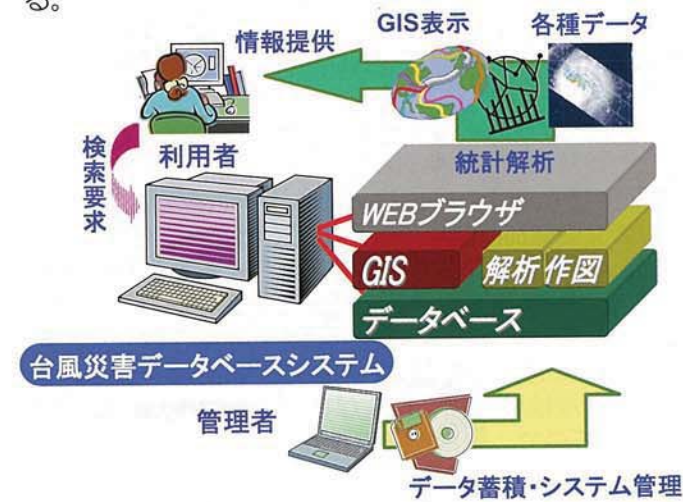 る。
GIS表示
各種データ
情報提供
検索要求
利用者
統計解析
WEBブラウザ
GIS
解析
作図
データベース
台風災害データベースシステム
管理者
データ蓄積・システム管理